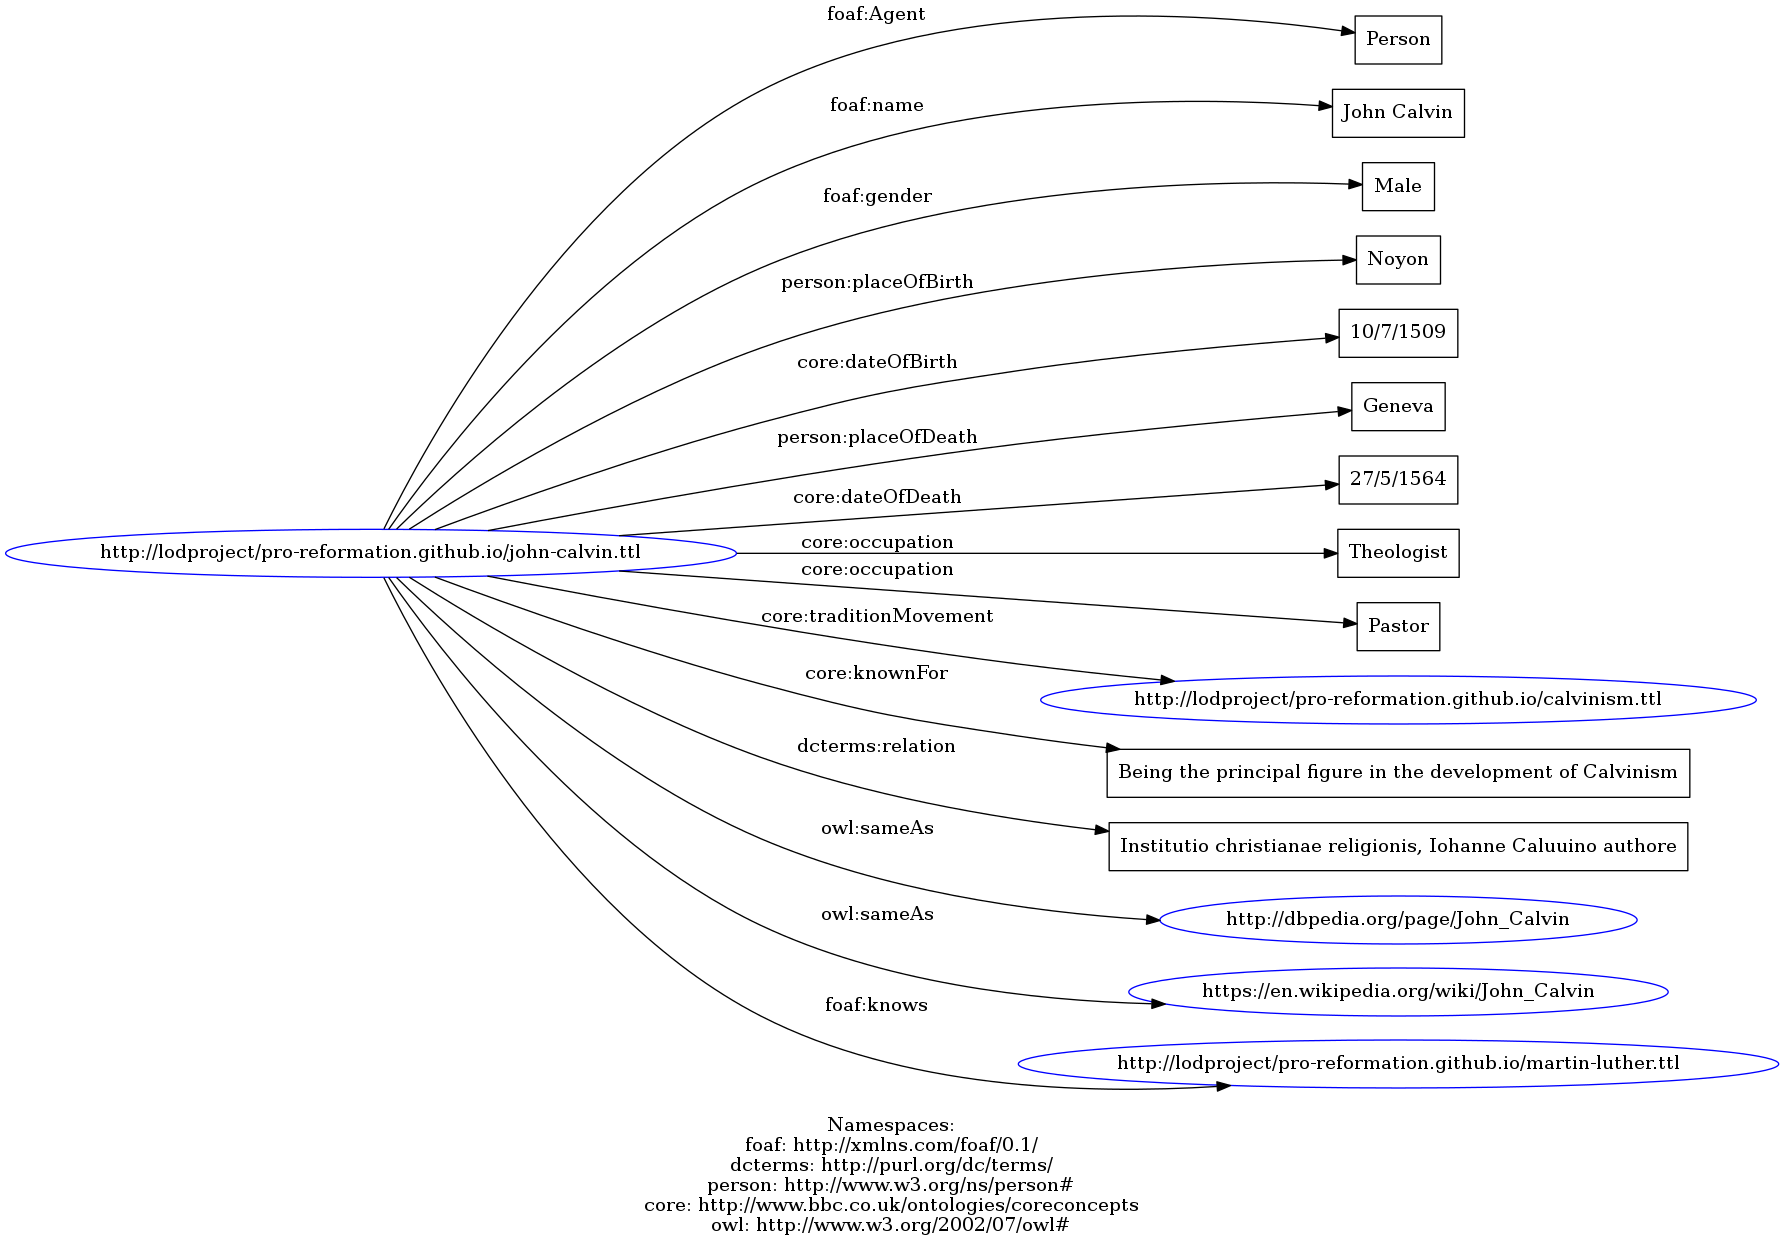 foaf:Agent
Person
foaf:name
John Calvin
foaf:gender
Male
person:placeOfBirth
Noyon
core:dateOfBirth
10/7/1509
person:placeOfDeath
Geneva
core:dateOfDeath
27/5/1564
http://lodproject/pro-reformation.github.io/john-calvin.ttl
core:occupation
Theologist
core:occupation
Pastor
core:traditionMovement
http://lodproject/pro-reformation.github.io/calvinism.ttl
core:knownFor
Being the principal figure in the development of Calvinism
dcterms:relation
Institutio christianae religionis, Iohanne Caluuino authore
owl:sameAs
http://dbpedia.org/page/John_Calvin
owl:sameAs
https://en.wikipedia.org/wiki/John_Calvin
foaf:knows
http://lodproject/pro-reformation.github.io/martin-luther.ttl
Namespaces:
foaf: http://xmlns.com/foaf/0.1/
dcterms: http://purl.org/dc/terms/
person: http://www.w3.org/ns/person#
core: http://www.bbc.co.uk/ontologies/coreconcepts
owl: http://www.w3.org/2002/07/owl#